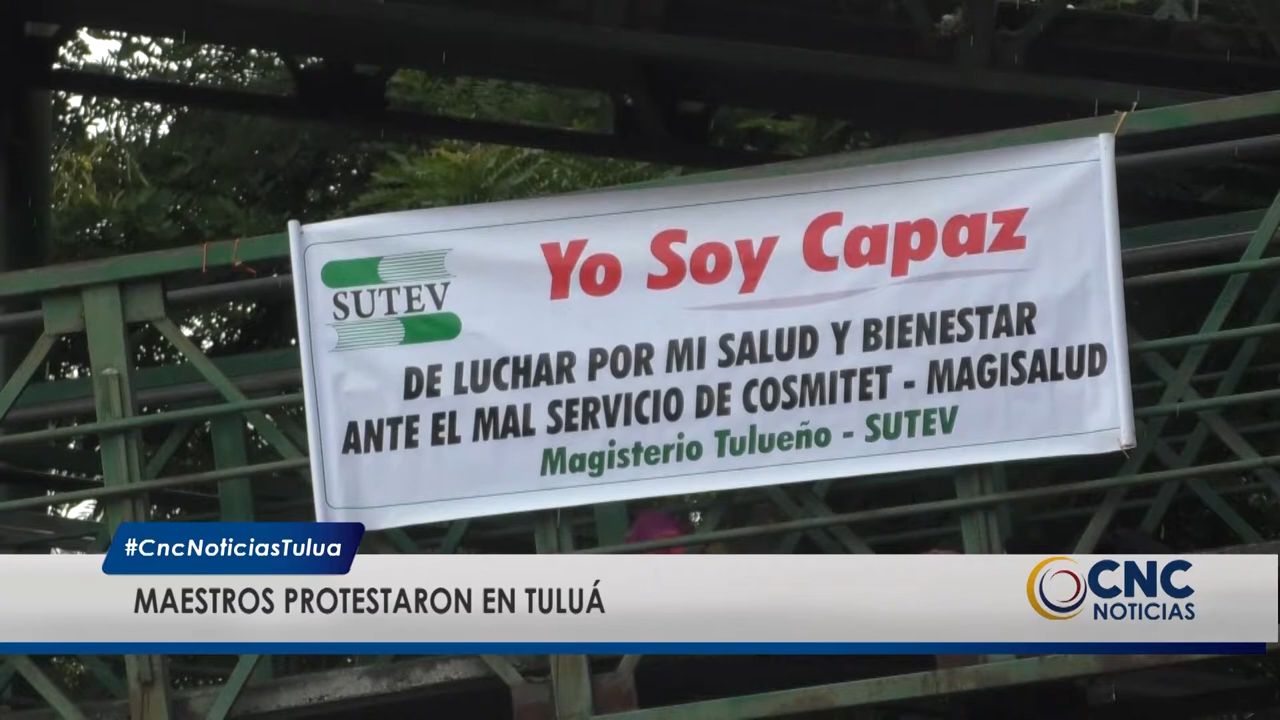 SUTEV
Yo Soy Capaz
DE LUCHAR POR MI SALUD Y BIENESTAR
ANTE EL MAL SERVICIO DE COSMITET - MAGISALUD
Magisterio Tulueño - SUTEV
#CncNoticiasTulua
MAESTROS PROTESTARON EN TULUÁ
CNC
NOTICIAS